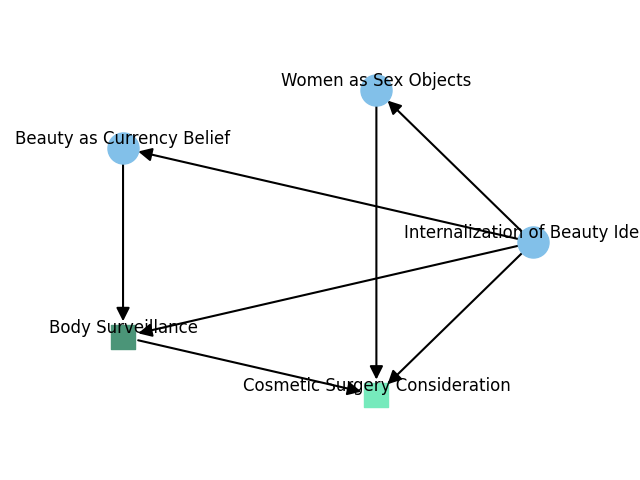 Women as Sex Objects
Beauty as Currency Belief
Internalization of Beauty Ide
Body Surveillance
Cosmetic Surgery Consideration